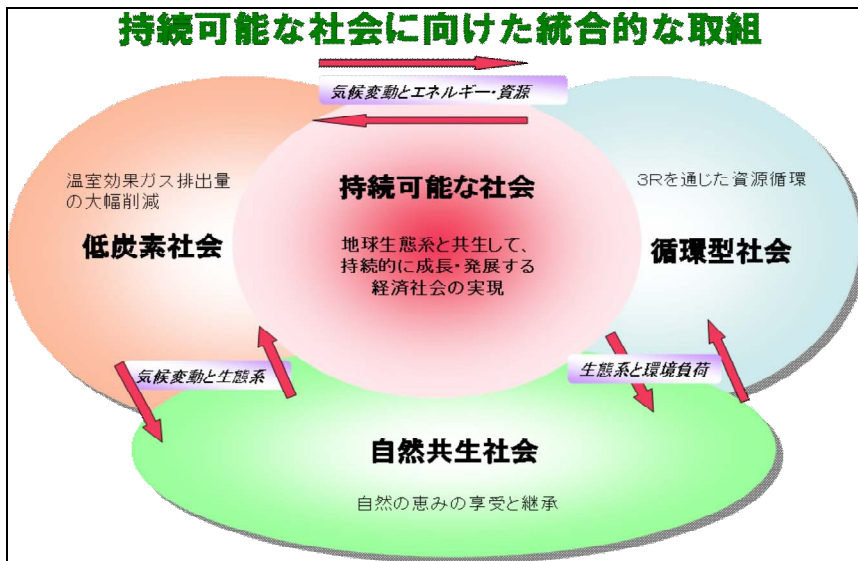 持続可能な社会に向けた統合的な取組
気候変動とエネルギー・資源
温室効果ガス排出量
の大幅削減
低炭素社会
持続可能な社会
地球生態系と共生して、
持続的に成長・発展する
経済社会の実現
3Rを通じた資源循環
循環型社会
気候変動と生態系
生態系と環境負荷
自然共生社会
自然の恵みの享受と継承